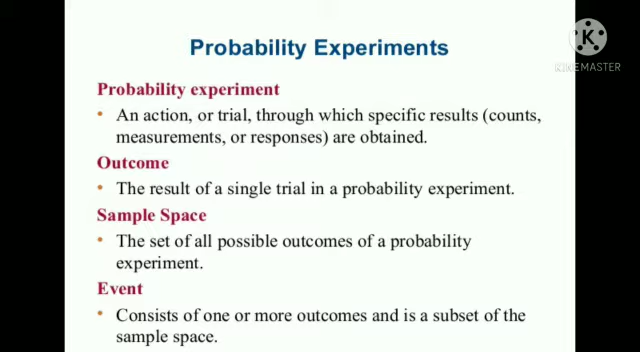 Probability Experiments
Probability experiment
• An action, or trial, through which specific results (counts,
measurements, or responses) are obtained.
Outcome
• The result of a single trial in a probability experiment.
Sample Space
• The set of all possible outcomes of a probability
experiment.
Event
• Consists of one or more outcomes and is a subset of the
sample space.
K
KINEMASTER